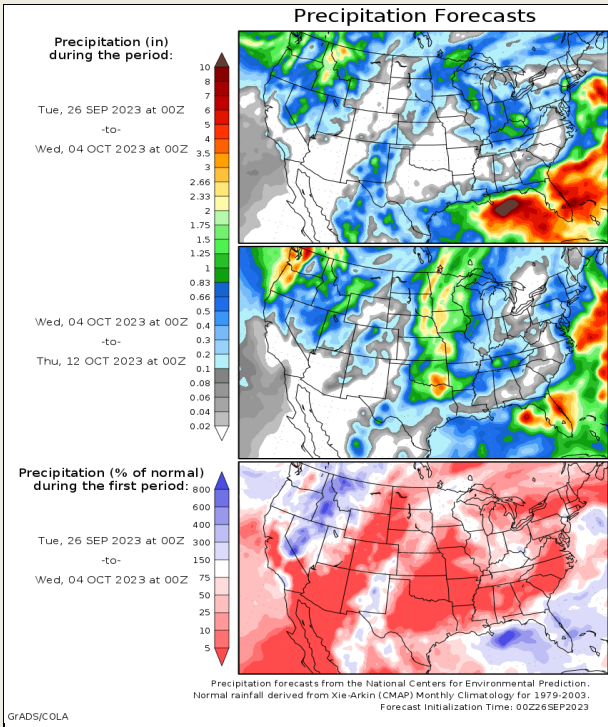 Precipitation Forecasts
Precipitation (in)
during the period:
Tue, 26 SEP 2023 at 00Z
-to-
Wed, 04 OCT 2023 at 00Z
10
8
7
6
5
4
3.5
3
2.66
2.33
2
1.75
1.5
1.25
1
0.83
0.66
0.5
0.4
0.3
0.2
0.1
0.08
0.06
0.04
0.02
Wed, 04 OCT 2023 at 00Z
-to-
Thu, 12 OCT 2023 at 00Z
Precipitation (% of normal)
during the first period:
Tue, 26 SEP 2023 at 00Z
-to-
Wed, 04 OCT 2023 at 00Z
800
600
400
300
150
75
50
25
10
5
Precipitation forecasts from the National Centers for Environmental Prediction.
Normal rainfall derived from Xie-Arkin (CMAP) Monthly Climatology for 1979-2003.
Forecast Initialization Time: 00Z26SEP2023
GrADS/COLA